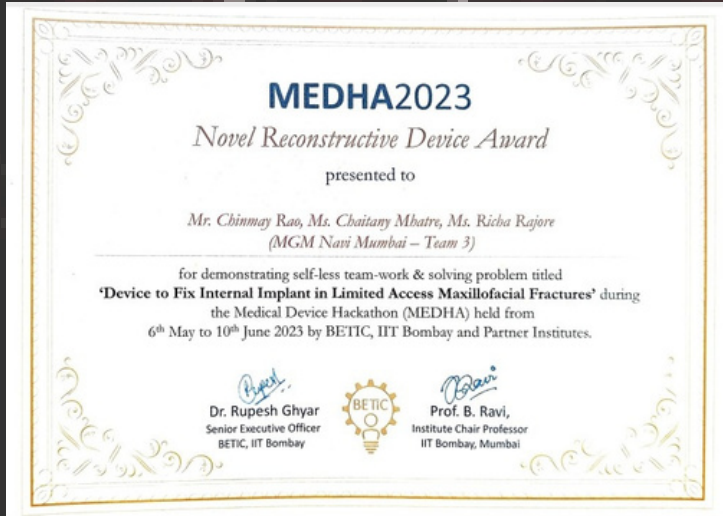 MEDHA2023
Novel Reconstructive Device Award
presented to
Mr. Chinmay Rao, Ms. Chaitany Mhatre, Ms. Richa Rajore
(MGM Navi Mumbai – Team 3)
for demonstrating self-less team-work & solving problem titled
'Device to Fix Internal Implant in Limited Access Maxillofacial Fractures' during
the Medical Device Hackathon (MEDHA) held from
6th May to 10th June 2023 by BETIC, IIT Bombay and Partner Institutes.
Rupesh
BRavi
Dr. Rupesh Ghyar
Senior Executive Officer
BETIC, IIT Bombay
BETIC
Prof. B. Ravi,
Institute Chair Professor
IIT Bombay, Mumbai